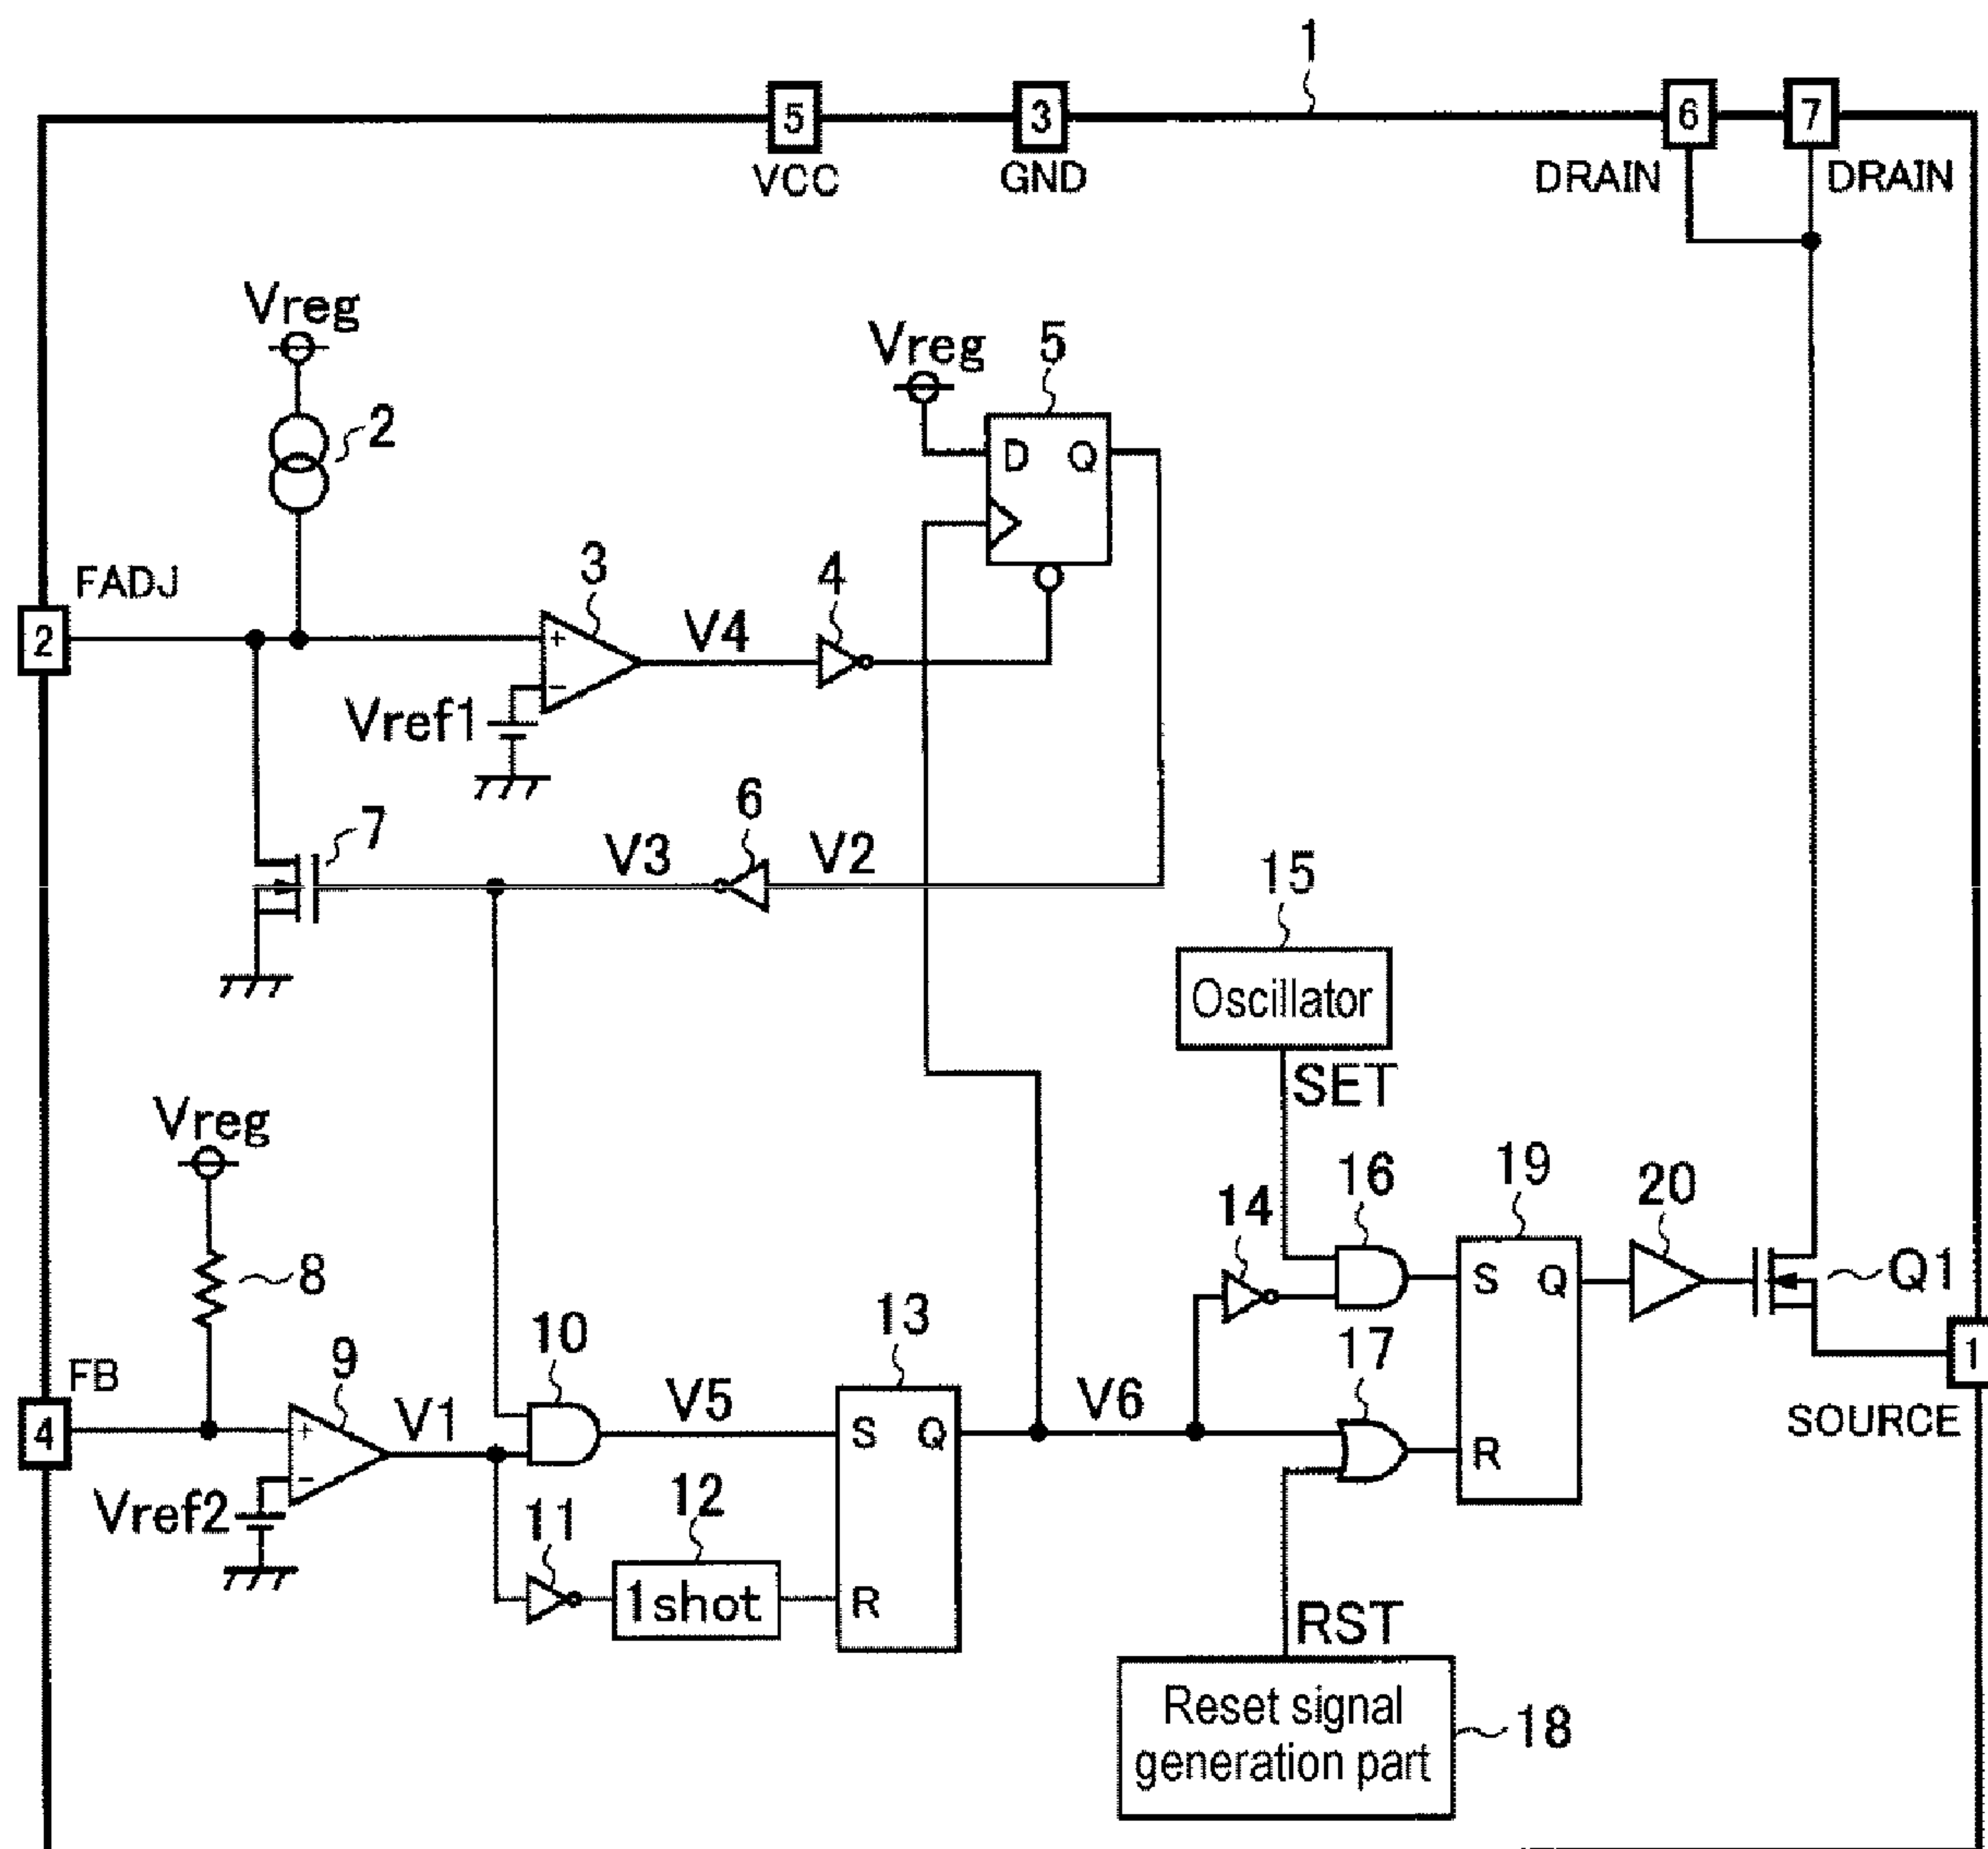 1
5
3
6
7
VCC
GND
DRAIN
DRAIN
Vreg
2
Vreg
5
D
Q
FADJ
2
3
+
-
V4
4
Vref1
7
V3
6
V2
15
Oscillator
SET
Vreg
8
FB
4
9
+
-
V1
Vref2
10
V5
11
12
1shot
13
S
Q
R
V6
14
16
17
19
S
Q
R
20
Q1
1
SOURCE
RST
Reset signal
generation part
18